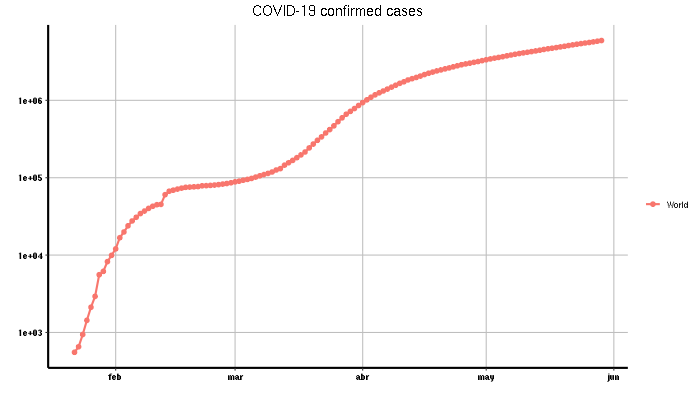 COVID-19 confirmed cases
1e+06
1e+05
1e+04
1e+03
feb mar abr may jun
World